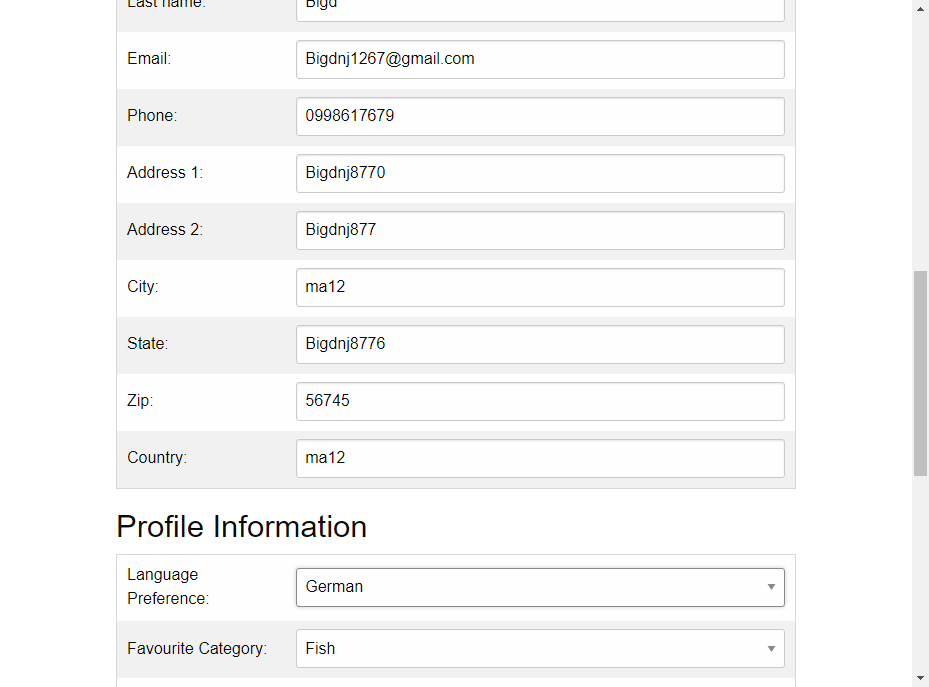 Last name: Bigd
Email: Bigdnj1267@gmail.com
Phone: 0998617679
Address 1: Bigdnj8770
Address 2: Bigdnj877
City: ma12
State: Bigdnj8776
Zip: 56745
Country: ma12
Profile Information
Language
Preference: German
Favourite Category: Fish